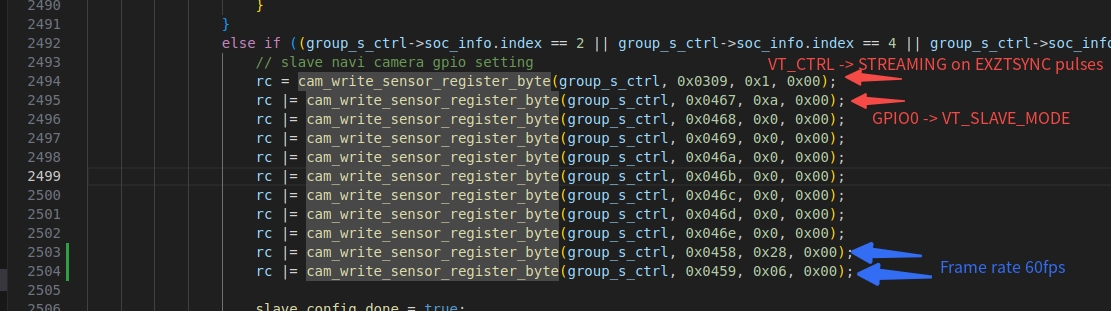 2490 }
2491 }
2492 else if ((group_s_ctrl->soc_info.index == 2 || group_s_ctrl->soc_info.index == 4 || group_s_ctrl->soc_info
2493 // slave navi camera gpio setting
VT_CTRL -> STREAMING on EXZTSYNC pulses
2494 rc = cam_write_sensor_register_byte(group_s_ctrl, 0x0309, 0x1, 0x00);
2495 rc |= cam_write_sensor_register_byte(group_s_ctrl, 0x0467, 0xa, 0x00);
GPIO0 -> VT_SLAVE_MODE
2496 rc |= cam_write_sensor_register_byte(group_s_ctrl, 0x0468, 0x0, 0x00);
2497 rc |= cam_write_sensor_register_byte(group_s_ctrl, 0x0469, 0x0, 0x00);
2498 rc |= cam_write_sensor_register_byte(group_s_ctrl, 0x046a, 0x0a, 0x00);
2499 rc |= cam_write_sensor_register_byte(group_s_ctrl, 0x046b, 0x0, 0x00);
2500 rc |= cam_write_sensor_register_byte(group_s_ctrl, 0x046c, 0x0, 0x00);
2501 rc |= cam_write_sensor_register_byte(group_s_ctrl, 0x046d, 0x0, 0x00);
2502 rc |= cam_write_sensor_register_byte(group_s_ctrl, 0x046e, 0x0, 0x00);
2503 rc |= cam_write_sensor_register_byte(group_s_ctrl, 0x0458, 0x28, 0x00);
2504 rc |= cam_write_sensor_register_byte(group_s_ctrl, 0x0459, 0x06, 0x00);
Frame rate 60fps
2505
2506 slave_config_done = true;